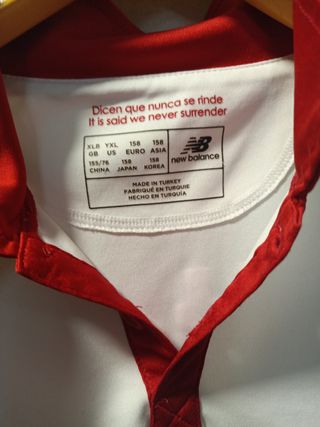 Dicen que nunca se rinde
It is said we never surrender
XLB YXL 158 158
GB US EURO ASIA
155/76 158 158
CHINA JAPAN KOREA
NB
new balance
MADE IN TURKEY
FABRIQUÉ EN TURQUIE
HECHO EN TURQUÍA